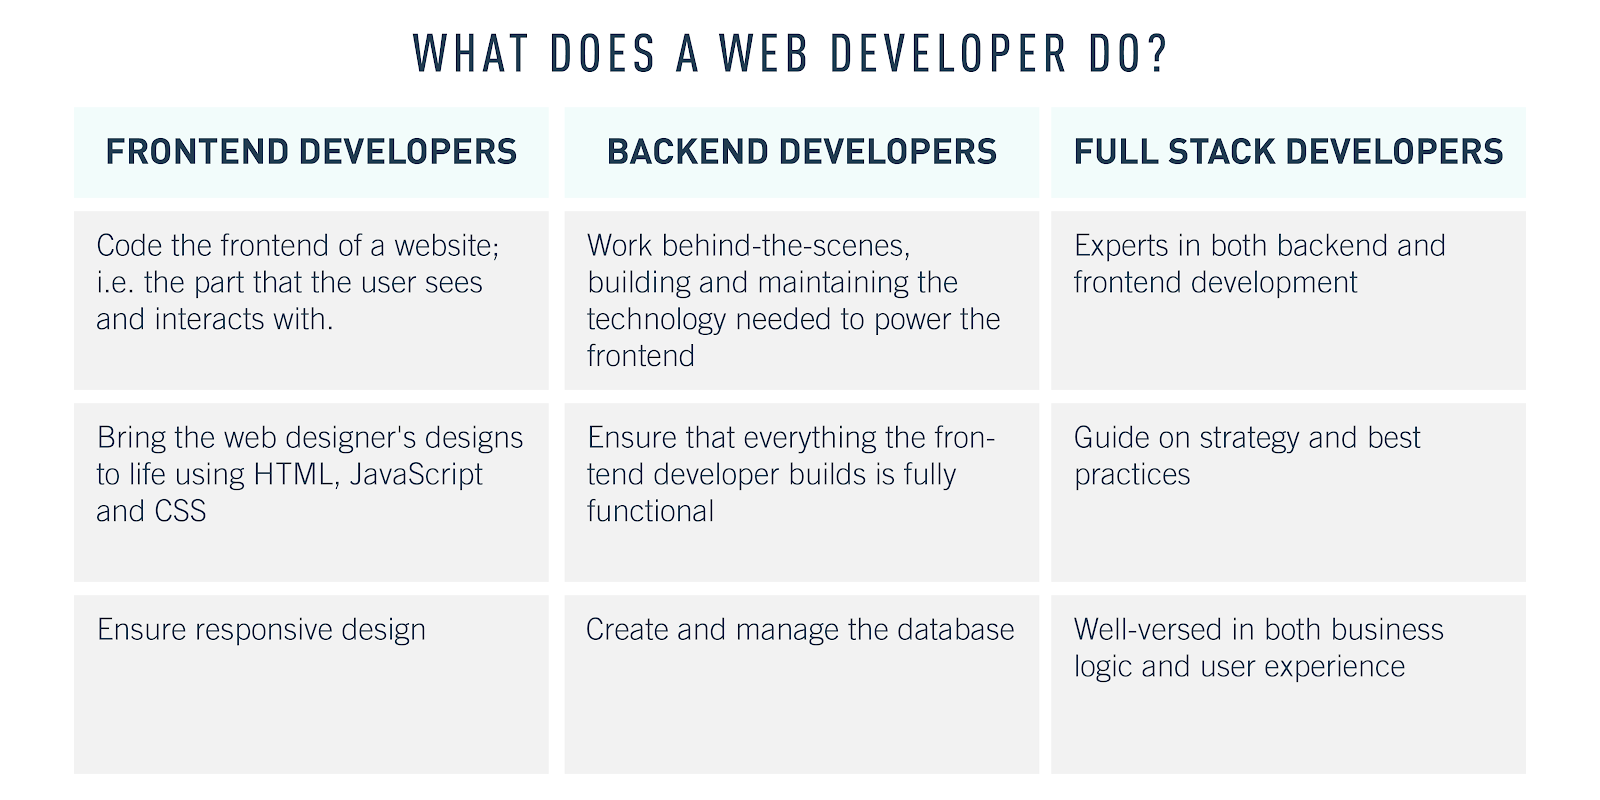 WHAT DOES A WEB DEVELOPER DO?
FRONTEND DEVELOPERS
BACKEND DEVELOPERS
FULL STACK DEVELOPERS
Code the frontend of a website;
i.e. the part that the user sees
and interacts with.
Work behind-the-scenes,
building and maintaining the
technology needed to power the
frontend
Experts in both backend and
frontend development
Bring the web designer's designs
to life using HTML, JavaScript
and CSS
Ensure that everything the fron-
tend developer builds is fully
functional
Guide on strategy and best
practices
Ensure responsive design
Create and manage the database
Well-versed in both business
logic and user experience